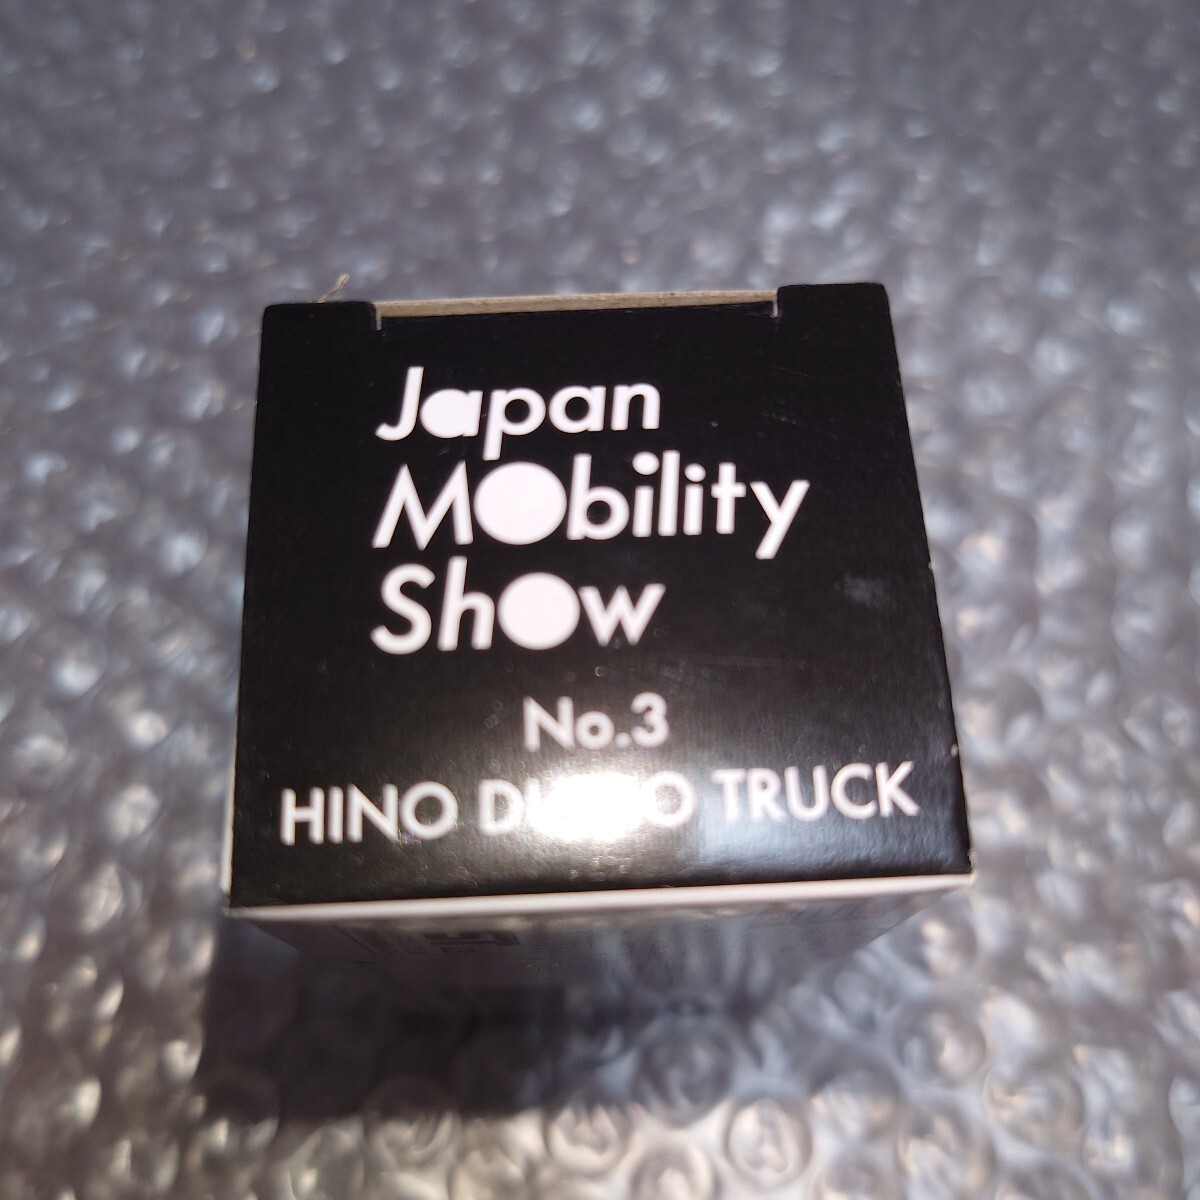 Japan
Mobility
Show
No.3
HINO TRUCK